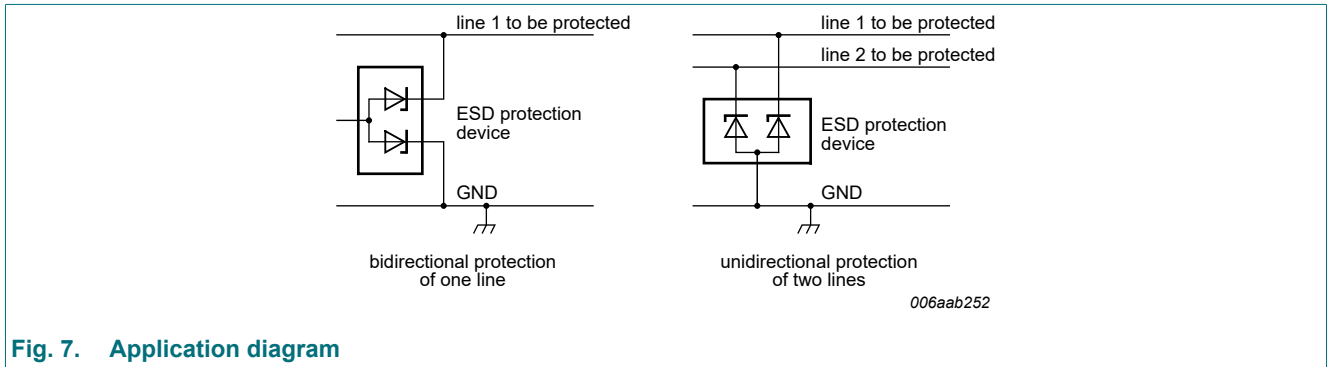 line 1 to be protected
ESD protection
device
GND
bidirectional protection
of one line
line 1 to be protected
line 2 to be protected
ESD protection
device
GND
unidirectional protection
of two lines
006aab252
Fig. 7. Application diagram